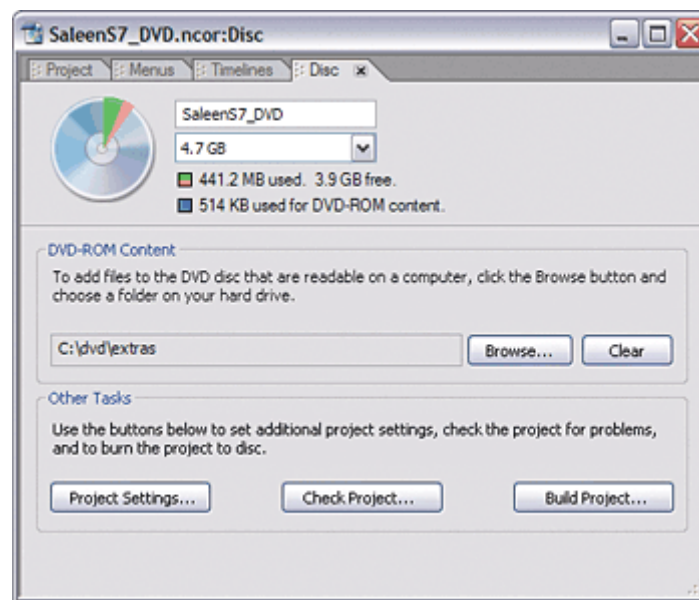 SaleenS7_DVD.ncor:Disc
Project Menus Timelines Disc
SaleenS7_DVD
4.7 GB
441.2 MB used. 3.9 GB free.
514 KB used for DVD-ROM content.
DVD-ROM Content
To add files to the DVD disc that are readable on a computer, click the Browse button and
choose a folder on your hard drive.
C:\dvd\extras
Browse... Clear
Other Tasks
Use the buttons below to set additional project settings, check the project for problems,
and to burn the project to disc.
Project Settings... Check Project... Build Project...